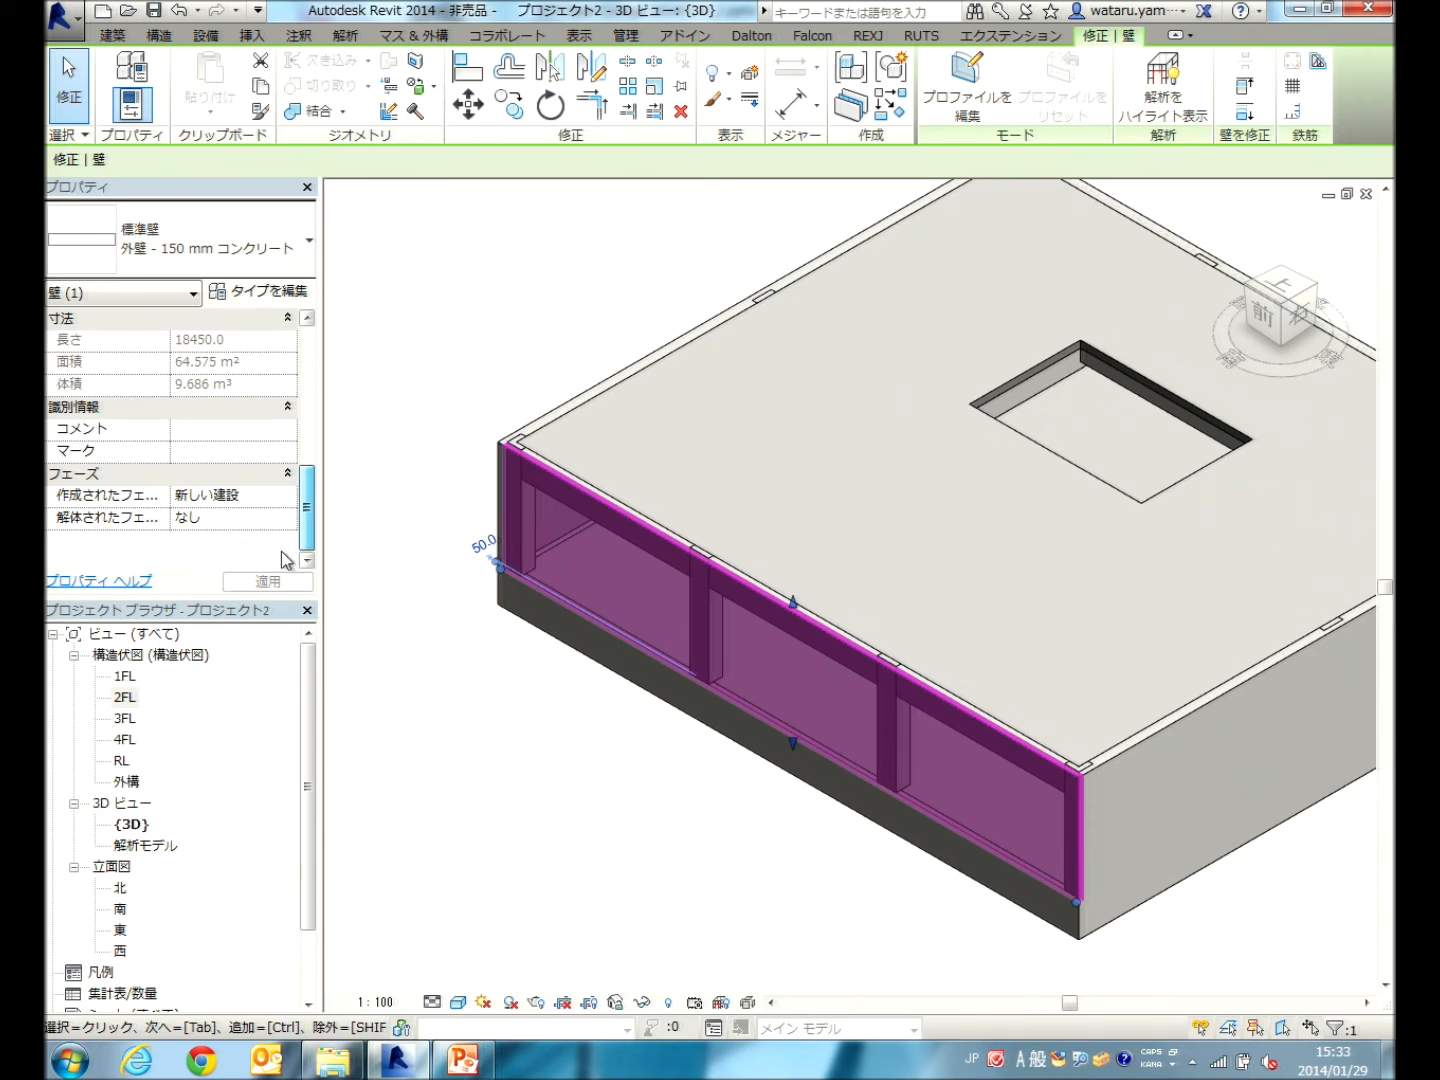 Autodesk Revit 2014 - 非売品 - プロジェクト2 - 3D ビュー: {3D}
キーワードまたは語句を入力
wataru.yam…
建築 構造 設備 挿入 注釈 解析 マス & 外構 コラボレート 表示 管理 アドイン Dalton Falcon REXJ RUTS エクステンション 修正 | 壁
修正
貼り付け
欠き込み
切り取り
結合
プロファイルを編集
プロファイルをリセット
解析をハイライト表示
選択 プロパティ クリップボード ジオメトリ 修正 表示 メジャー 作成 モード 解析 壁を修正 鉄筋
修正 | 壁
プロパティ
標準壁
外壁 - 150 mm コンクリート
壁 (1)
タイプを編集
寸法
長さ 18450.0
面積 64.575 m²
体積 9.686 m³
識別情報
コメント
マーク
フェーズ
作成されたフェ... 新しい建設
解体されたフェ... なし
プロパティ ヘルプ
適用
プロジェクト ブラウザ - プロジェクト2
ビュー (すべて)
構造伏図 (構造伏図)
1FL
2FL
3FL
4FL
RL
外構
3D ビュー
{3D}
解析モデル
立面図
北
南
東
西
凡例
集計表/数量
50.0
上
前
右
1 : 100
選択=クリック、次へ=[Tab]、追加=[Ctrl]、除外=[SHIF
:0
メイン モデル
:1
JP
A 般
CAPS
KANA
15:33
2014/01/29